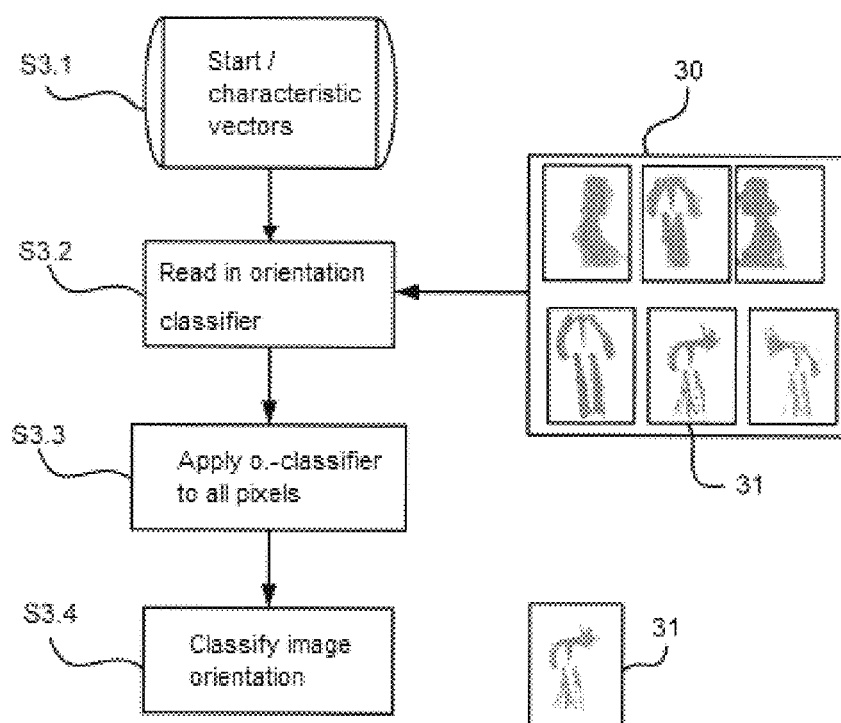 S3.1
Start /
characteristic
vectors
30
S3.2
Read in orientation
classifier
S3.3
Apply o.-classifier
to all pixels
31
S3.4
Classify image
orientation
31